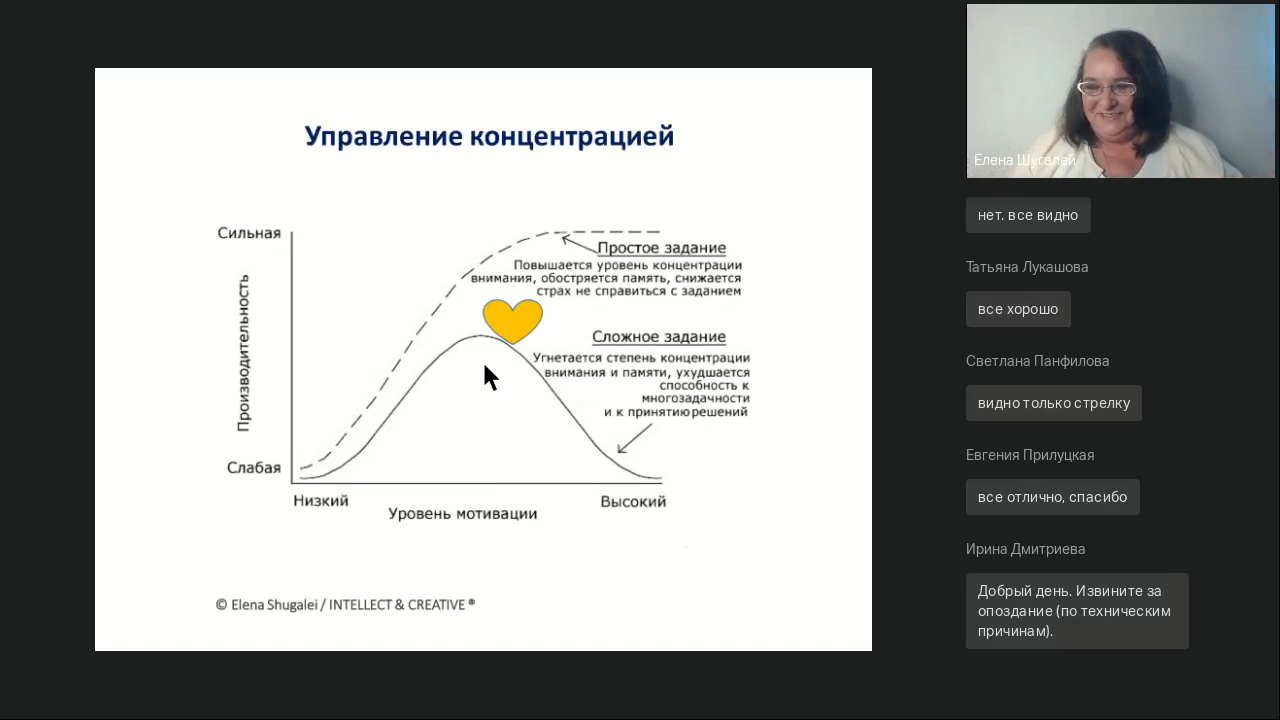 Управление концентрацией
Сильная
Производительность
Слабая
Низкий
Высокий
Уровень мотивации
Простое задание
Повышается уровень концентрации
внимания, обостряется память, снижается
страх не справиться с заданием
Сложное задание
Угнетается степень концентрации
внимания и памяти, ухудшается
способность к
многозадачности
и к принятию решений
© Elena Shugalei / INTELLECT & CREATIVE ®
Елена Шугалей
нет. все видно
Татьяна Лукашова
все хорошо
Светлана Панфилова
видно только стрелку
Евгения Прилуцкая
все отлично, спасибо
Ирина Дмитриева
Добрый день. Извините за
опоздание (по техническим
причинам).